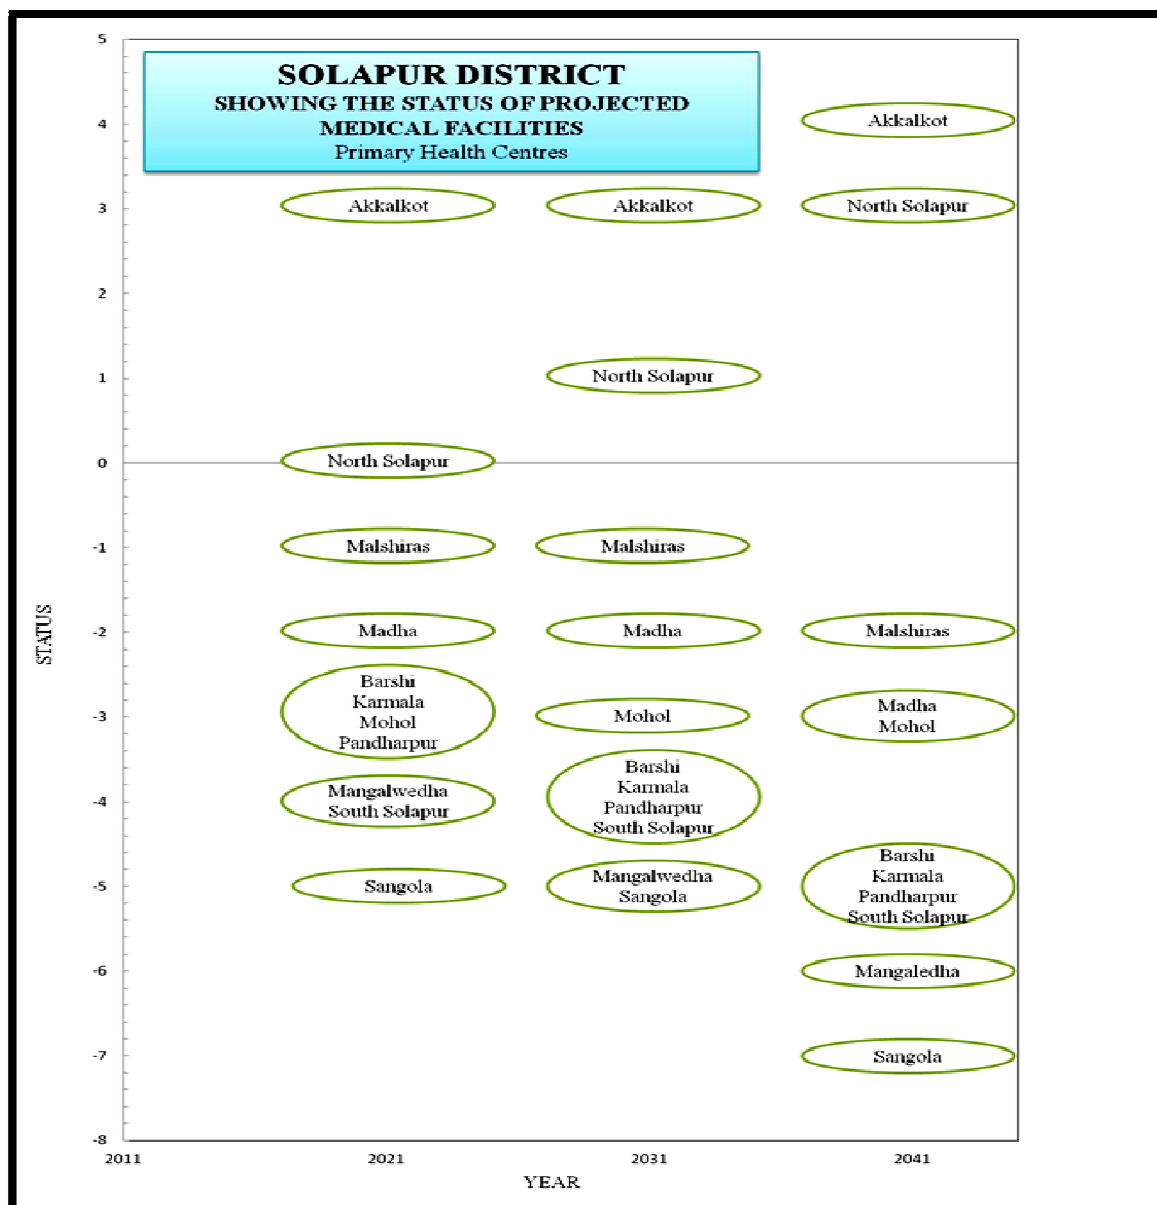 SOLAPUR DISTRICT
SHOWING THE STATUS OF PROJECTED
MEDICAL FACILITIES
Primary Health Centres
5
4
3
2
1
0
-1
-2
-3
-4
-5
-6
-7
-8
STATUS
Akkalkot
North Solapur
Malshiras
Madha
Barshi
Karmala
Mohol
Pandharpur
Mangalwedha
South Solapur
Sangola
Akkalkot
North Solapur
Malshiras
Madha
Mohol
Barshi
Karmala
Pandharpur
South Solapur
Mangalwedha
Sangola
Akkalkot
North Solapur
Malshiras
Madha
Mohol
Barshi
Karmala
Pandharpur
South Solapur
Mangaledha
Sangola
2011 2021 2031 2041
YEAR